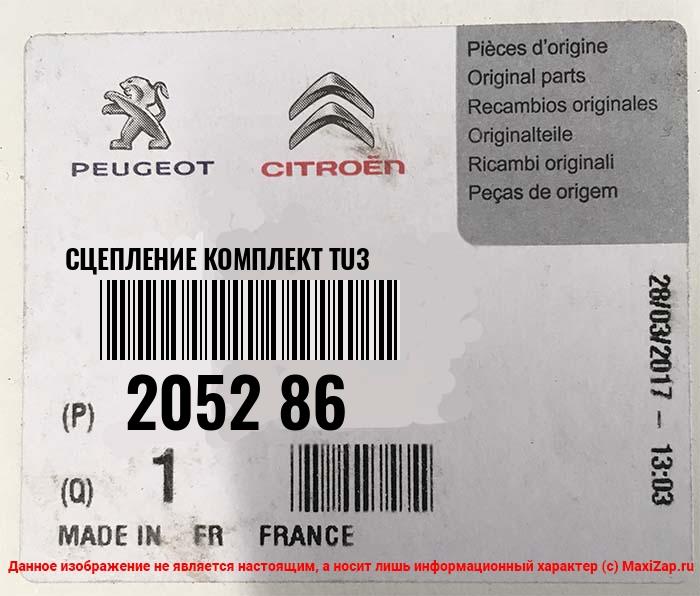 Pièces d'origine
Original parts
Recambios originales
Originalteile
Ricambi originali
Peças de origem
PEUGEOT
CITROËN
СЦЕПЛЕНИЕ КОМПЛЕКТ TU3
28/03/2017 - 13:03
(P) 2052 86
(Q) 1
MADE IN FR FRANCE
Данное изображение не является настоящим, а носит лишь информационный характер (c) MaxiZap.ru